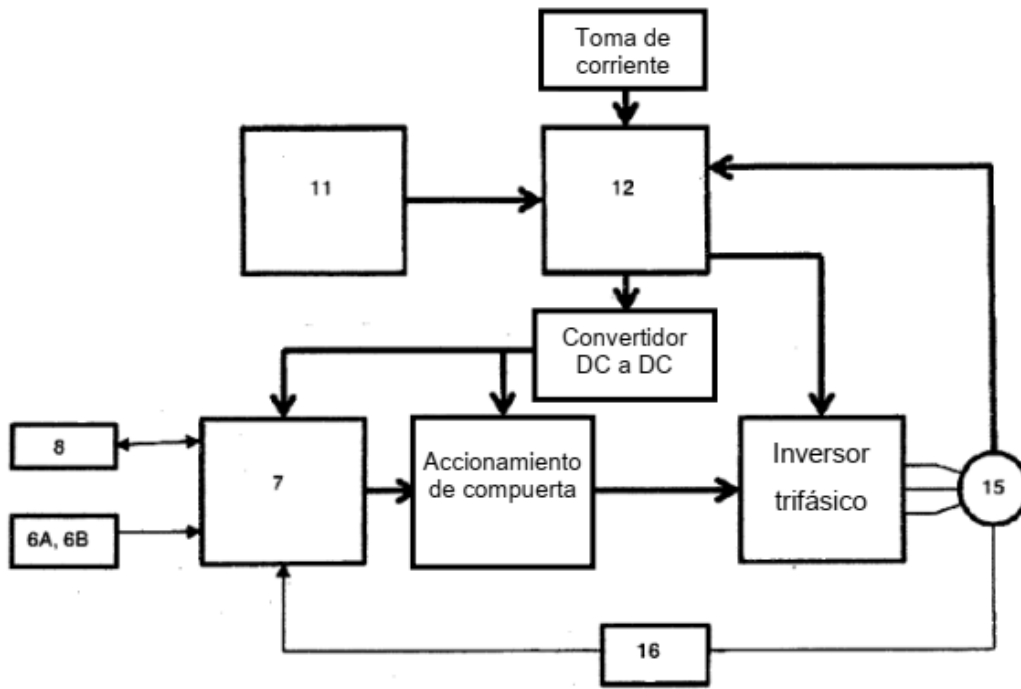 Toma de
corriente
11
12
Convertidor
DC a DC
8
7
Accionamiento
de compuerta
Inversor
trifásico
15
6A, 6B
16